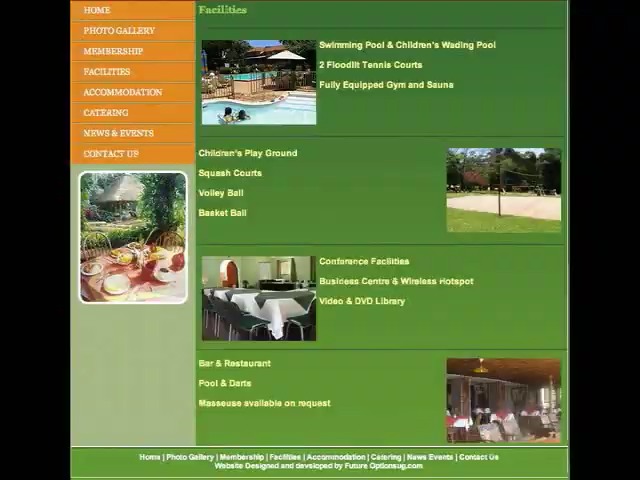 HOME
PHOTO GALLERY
MEMBERSHIP
FACILITIES
ACCOMMODATION
CATERING
NEWS & EVENTS
CONTACT US
Facilities
Swimming Pool & Children's Wading Pool
2 Floodlit Tennis Courts
Fully Equipped Gym and Sauna
Children's Play Ground
Squash Courts
Volley Ball
Basket Ball
Conference Facilities
Business Centre & Wireless Hotspot
Video & DVD Library
Bar & Restaurant
Pool & Darts
Masseuse available on request
Home | Photo Gallery | Membership | Facilities | Accommodation | Catering | News Events | Contact Us
Website Designed and developed by Future Optionsug.com